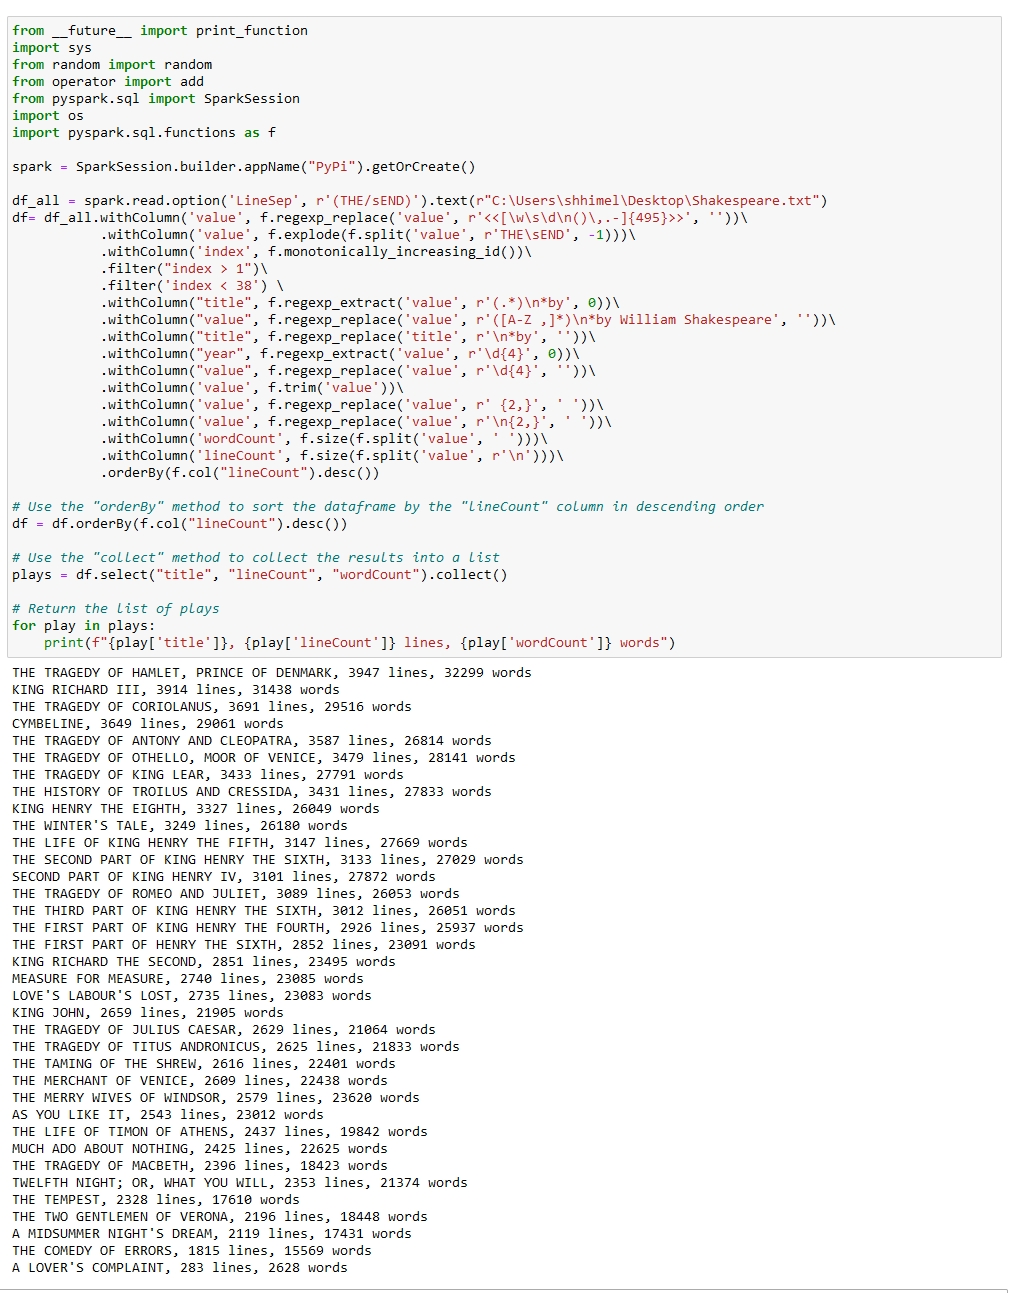 from __future__ import print_function
import sys
from random import random
from operator import add
from pyspark.sql import SparkSession
import os
import pyspark.sql.functions as f
spark = SparkSession.builder.appName("PyPi").getOrCreate()
df_all = spark.read.option('LineSep', r'(THE/sEND)').text(r"C:\Users\shhimel\Desktop\Shakespeare.txt")
df= df_all.withColumn('value', f.regexp_replace('value', r'<<[\w\s\d\n()\,.-]{495}>>', ''))\
.withColumn('value', f.explode(f.split('value', r'THE\sEND', -1)))\
.withColumn('index', f.monotonically_increasing_id())\
.filter("index > 1")\
.filter('index < 38') \
.withColumn("title", f.regexp_extract('value', r'(.*)\n*by', 0))\
.withColumn("value", f.regexp_replace('value', r'([A-Z ,]*)\n*by William Shakespeare', ''))\
.withColumn("title", f.regexp_replace('title', r'\n*by', ''))\
.withColumn("year", f.regexp_extract('value', r'\d{4}', 0))\
.withColumn("value", f.regexp_replace('value', r'\d{4}', ''))\
.withColumn('value', f.trim('value'))\
.withColumn('value', f.regexp_replace('value', r' {2,}', ' '))\
.withColumn('value', f.regexp_replace('value', r'\n{2,}', ' '))\
.withColumn('wordCount', f.size(f.split('value', ' ')))\
.withColumn('lineCount', f.size(f.split('value', r'\n')))\
.orderBy(f.col("lineCount").desc())
# Use the "orderBy" method to sort the dataframe by the "lineCount" column in descending order
df = df.orderBy(f.col("lineCount").desc())
# Use the "collect" method to collect the results into a list
plays = df.select("title", "lineCount", "wordCount").collect()
# Return the list of plays
for play in plays:
print(f"{play['title']}, {play['lineCount']} lines, {play['wordCount']} words")
THE TRAGEDY OF HAMLET, PRINCE OF DENMARK, 3947 lines, 32299 words
KING RICHARD III, 3914 lines, 31438 words
THE TRAGEDY OF CORIOLANUS, 3691 lines, 29516 words
CYMBELINE, 3649 lines, 29061 words
THE TRAGEDY OF ANTONY AND CLEOPATRA, 3587 lines, 26814 words
THE TRAGEDY OF OTHELLO, MOOR OF VENICE, 3479 lines, 28141 words
THE TRAGEDY OF KING LEAR, 3433 lines, 27791 words
THE HISTORY OF TROILUS AND CRESSIDA, 3431 lines, 27833 words
KING HENRY THE EIGHTH, 3327 lines, 26049 words
THE WINTER'S TALE, 3249 lines, 26180 words
THE LIFE OF KING HENRY THE FIFTH, 3147 lines, 27669 words
THE SECOND PART OF KING HENRY THE SIXTH, 3133 lines, 27029 words
SECOND PART OF KING HENRY IV, 3101 lines, 27872 words
THE TRAGEDY OF ROMEO AND JULIET, 3089 lines, 26053 words
THE THIRD PART OF KING HENRY THE SIXTH, 3012 lines, 26051 words
THE FIRST PART OF KING HENRY THE FOURTH, 2926 lines, 25937 words
THE FIRST PART OF HENRY THE SIXTH, 2852 lines, 23091 words
KING RICHARD THE SECOND, 2851 lines, 23495 words
MEASURE FOR MEASURE, 2740 lines, 23085 words
LOVE'S LABOUR'S LOST, 2735 lines, 23083 words
KING JOHN, 2659 lines, 21905 words
THE TRAGEDY OF JULIUS CAESAR, 2629 lines, 21064 words
THE TRAGEDY OF TITUS ANDRONICUS, 2625 lines, 21833 words
THE TAMING OF THE SHREW, 2616 lines, 22401 words
THE MERCHANT OF VENICE, 2609 lines, 22438 words
THE MERRY WIVES OF WINDSOR, 2579 lines, 23620 words
AS YOU LIKE IT, 2543 lines, 23012 words
THE LIFE OF TIMON OF ATHENS, 2437 lines, 19842 words
MUCH ADO ABOUT NOTHING, 2425 lines, 22625 words
THE TRAGEDY OF MACBETH, 2396 lines, 18423 words
TWELFTH NIGHT; OR, WHAT YOU WILL, 2353 lines, 21374 words
THE TEMPEST, 2328 lines, 17610 words
THE TWO GENTLEMEN OF VERONA, 2196 lines, 18448 words
A MIDSUMMER NIGHT'S DREAM, 2119 lines, 17431 words
THE COMEDY OF ERRORS, 1815 lines, 15569 words
A LOVER'S COMPLAINT, 283 lines, 2628 words